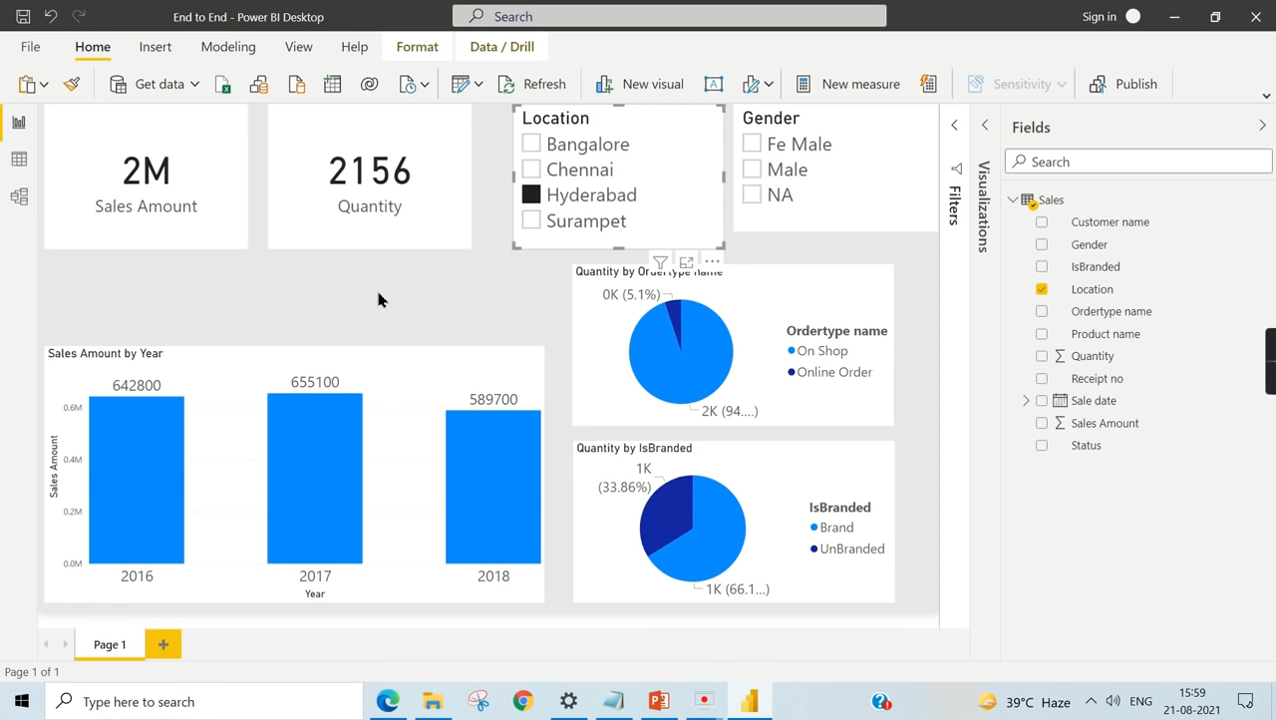 End to End - Power BI Desktop
Search
Sign in
File
Home
Insert
Modeling
View
Help
Format
Data / Drill
Get data
Refresh
New visual
New measure
Sensitivity
Publish
2M
Sales Amount
2156
Quantity
Location
Bangalore
Chennai
Hyderabad
Surampet
Gender
Fe Male
Male
NA
Filters
Visualizations
Fields
Search
Sales
Customer name
Gender
IsBranded
Location
Ordertype name
Product name
Quantity
Receipt no
Sale date
Sales Amount
Status
Quantity by Ordertype name
0K (5.1%)
2K (94....)
Ordertype name
On Shop
Online Order
Sales Amount by Year
642800
655100
589700
0.6M
0.4M
0.2M
0.0M
Sales Amount
2016
2017
2018
Year
Quantity by IsBranded
1K
(33.86%)
1K (66.1...)
IsBranded
Brand
UnBranded
Page 1
Page 1 of 1
Type here to search
39°C Haze
ENG
15:59
21-08-2021